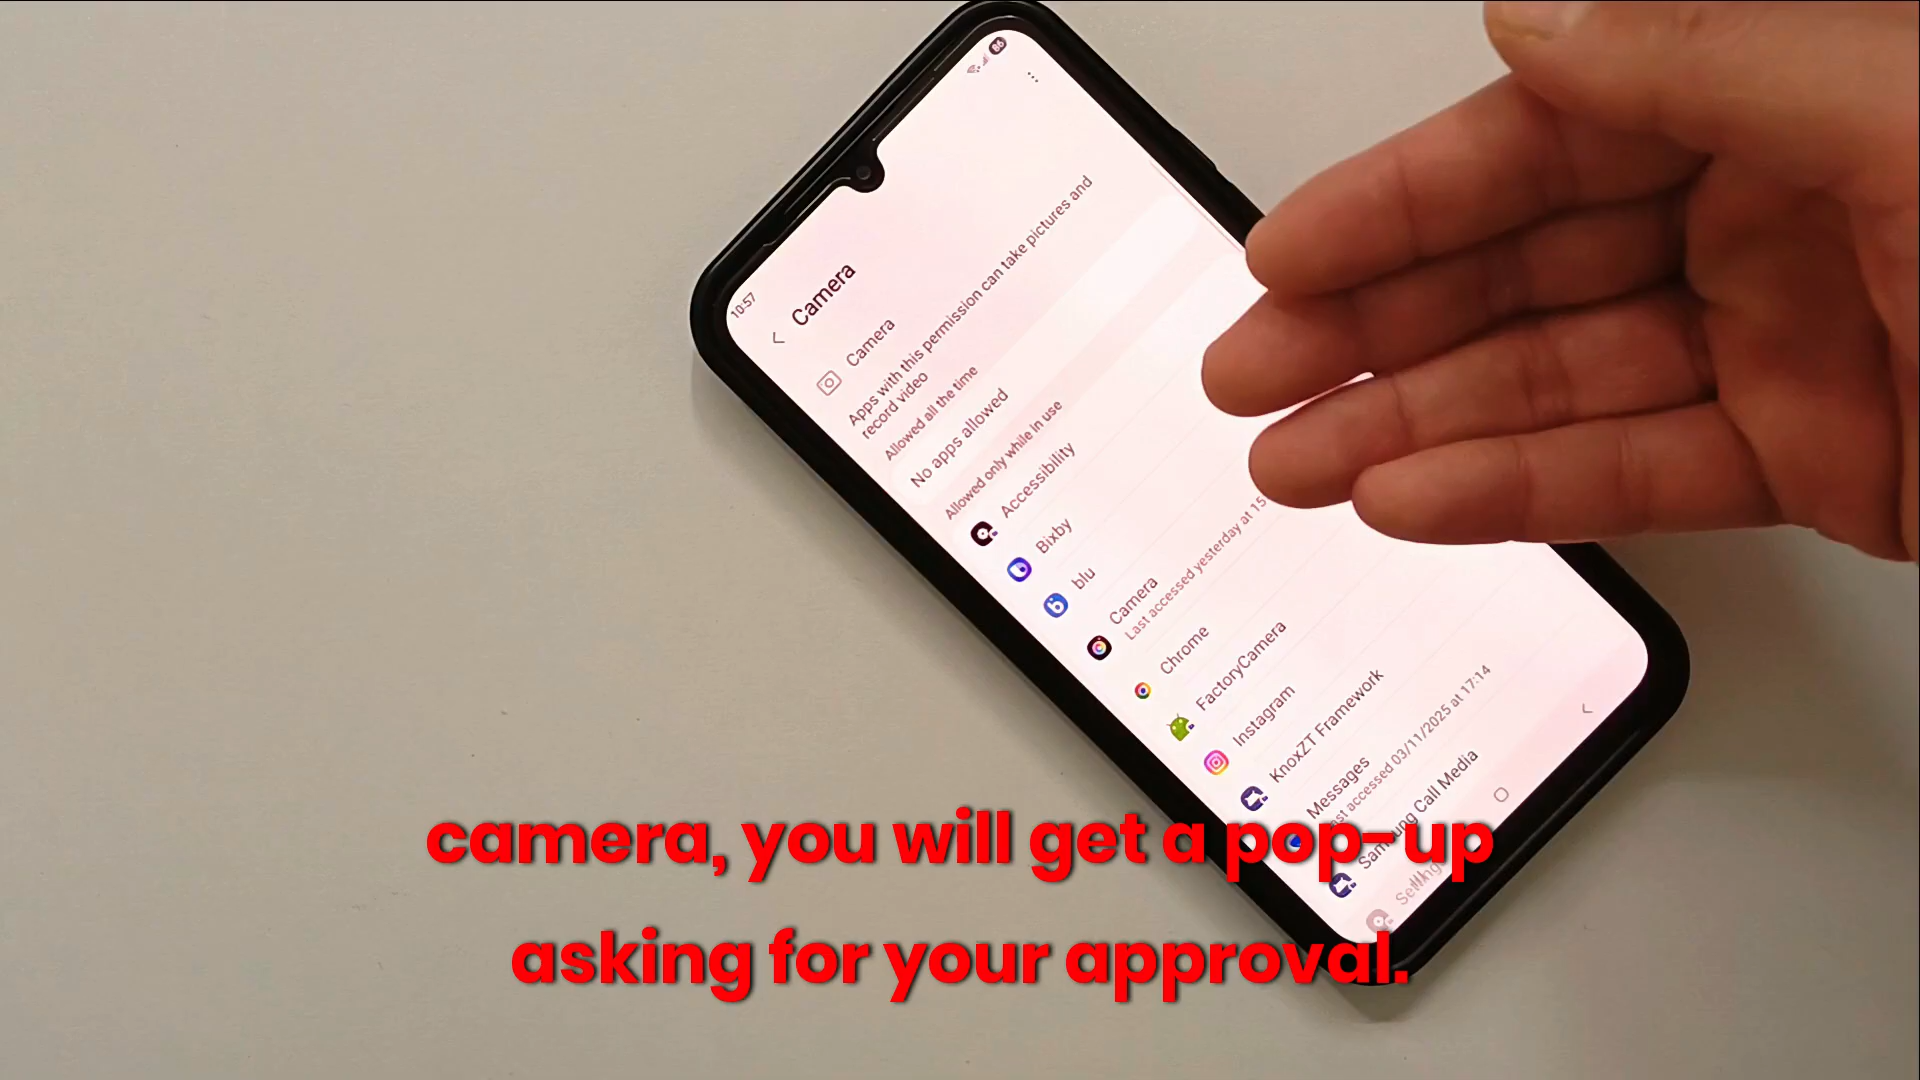 86
10:57
Camera
Camera
Apps with this permission can take pictures and
record video
Allowed all the time
No apps allowed
Allowed only while in use
Accessibility
Bixby
blu
Camera
Last accessed yesterday at 15
Chrome
FactoryCamera
Instagram
KnoxZT Framework
Messages
Last accessed 03/11/2025 at 17:14
Samsung Call Media
camera, you will get a pop-up
asking for your approval.